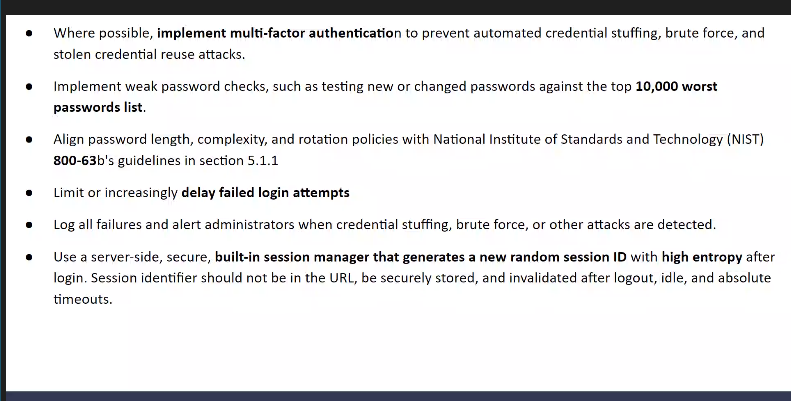 • Where possible, implement multi-factor authentication to prevent automated credential stuffing, brute force, and
stolen credential reuse attacks.
• Implement weak password checks, such as testing new or changed passwords against the top 10,000 worst
passwords list.
• Align password length, complexity, and rotation policies with National Institute of Standards and Technology (NIST)
800-63b's guidelines in section 5.1.1
• Limit or increasingly delay failed login attempts
• Log all failures and alert administrators when credential stuffing, brute force, or other attacks are detected.
• Use a server-side, secure, built-in session manager that generates a new random session ID with high entropy after
login. Session identifier should not be in the URL, be securely stored, and invalidated after logout, idle, and absolute
timeouts.